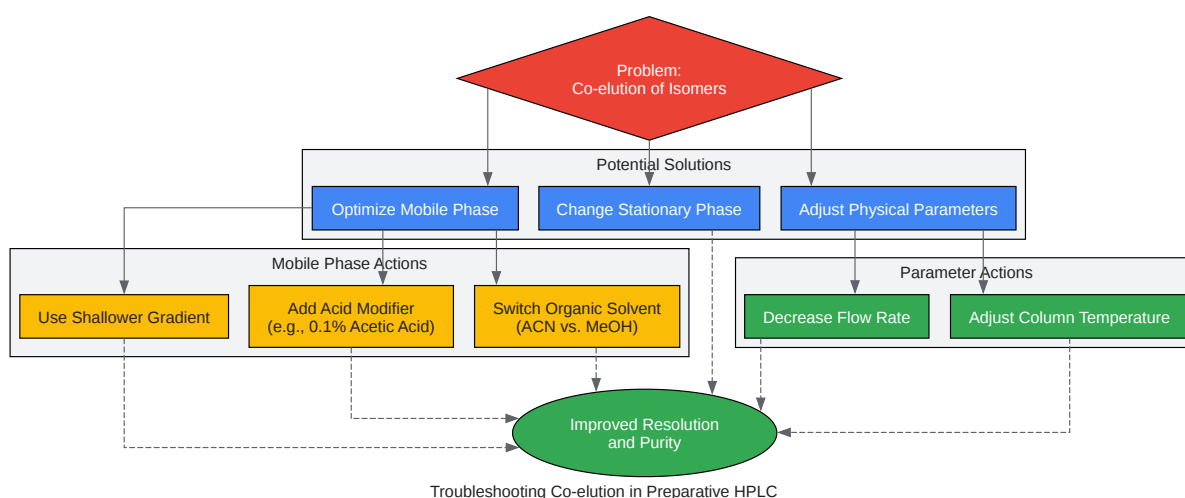 Problem:
Co-elution of Isomers
Potential Solutions
Optimize Mobile Phase
Change Stationary Phase
Adjust Physical Parameters
Mobile Phase Actions
Parameter Actions
Use Shallower Gradient
Add Acid Modifier
(e.g., 0.1% Acetic Acid)
Switch Organic Solvent
(ACN vs. MeOH)
Decrease Flow Rate
Adjust Column Temperature
Improved Resolution
and Purity
Troubleshooting Co-elution in Preparative HPLC